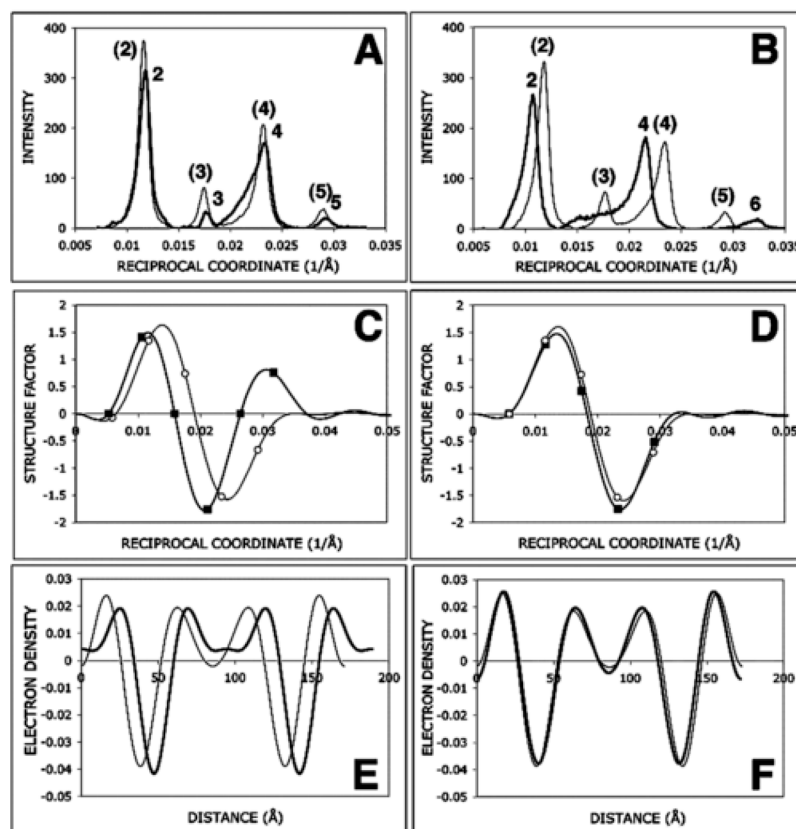 A
400
(2)
2
300
INTENSITY
200
(4)
4
100
(3)
3
(5)
5
0
0.005 0.01 0.015 0.02 0.025 0.03 0.035
RECIPROCAL COORDINATE (1/Å)
B
400
(2)
2
300
INTENSITY
200
4 (4)
100
(3)
(5)
6
0
0.005 0.01 0.015 0.02 0.025 0.03 0.035
RECIPROCAL COORDINATE (1/Å)
C
2
1.5
1
0.5
0
-0.5
-1
-1.5
-2
STRUCTURE FACTOR
0 0.01 0.02 0.03 0.04 0.05
RECIPROCAL COORDINATE (1/Å)
D
2
1.5
1
0.5
0
-0.5
-1
-1.5
-2
STRUCTURE FACTOR
0 0.01 0.02 0.03 0.04 0.05
RECIPROCAL COORDINATE (1/Å)
0.03
0.02
0.01
0
-0.01
-0.02
-0.03
-0.04
-0.05
ELECTRON DENSITY
0 50 100 150 200
E
DISTANCE (Å)
0.03
0.02
0.01
0
-0.01
-0.02
-0.03
-0.04
-0.05
ELECTRON DENSITY
0 50 100 150 200
F
DISTANCE (Å)